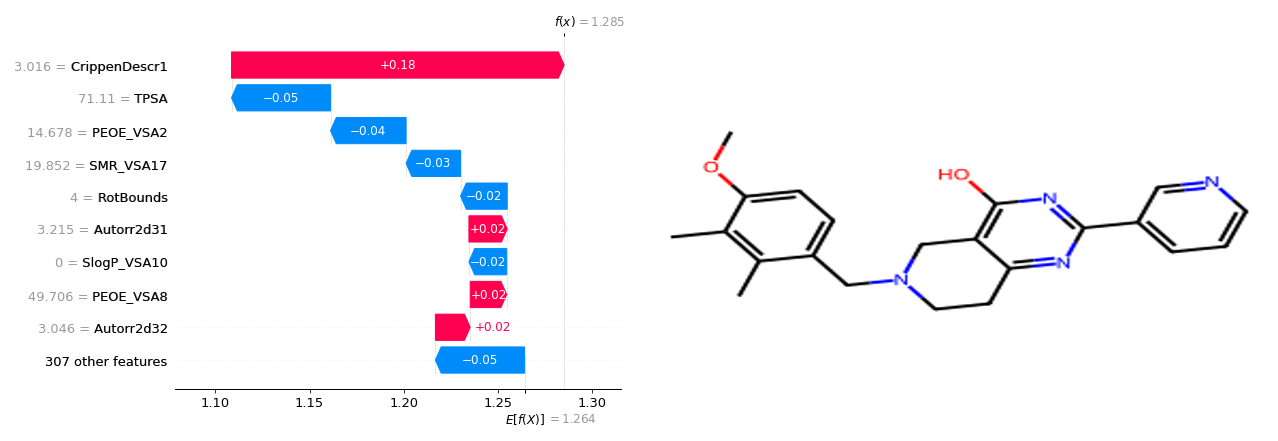 f(x) = 1.285
3.016 = CrippenDescr1
+0.18
71.11 = TPSA
−0.05
14.678 = PEOE_VSA2
−0.04
19.852 = SMR_VSA17
−0.03
4 = RotBounds
−0.02
3.215 = Autorr2d31
+0.02
0 = SlogP_VSA10
−0.02
49.706 = PEOE_VSA8
+0.02
3.046 = Autorr2d32
+0.02
307 other features
−0.05
1.10 1.15 1.20 1.25 1.30
E[f(X)] = 1.264
O
HO
N
N
N
N